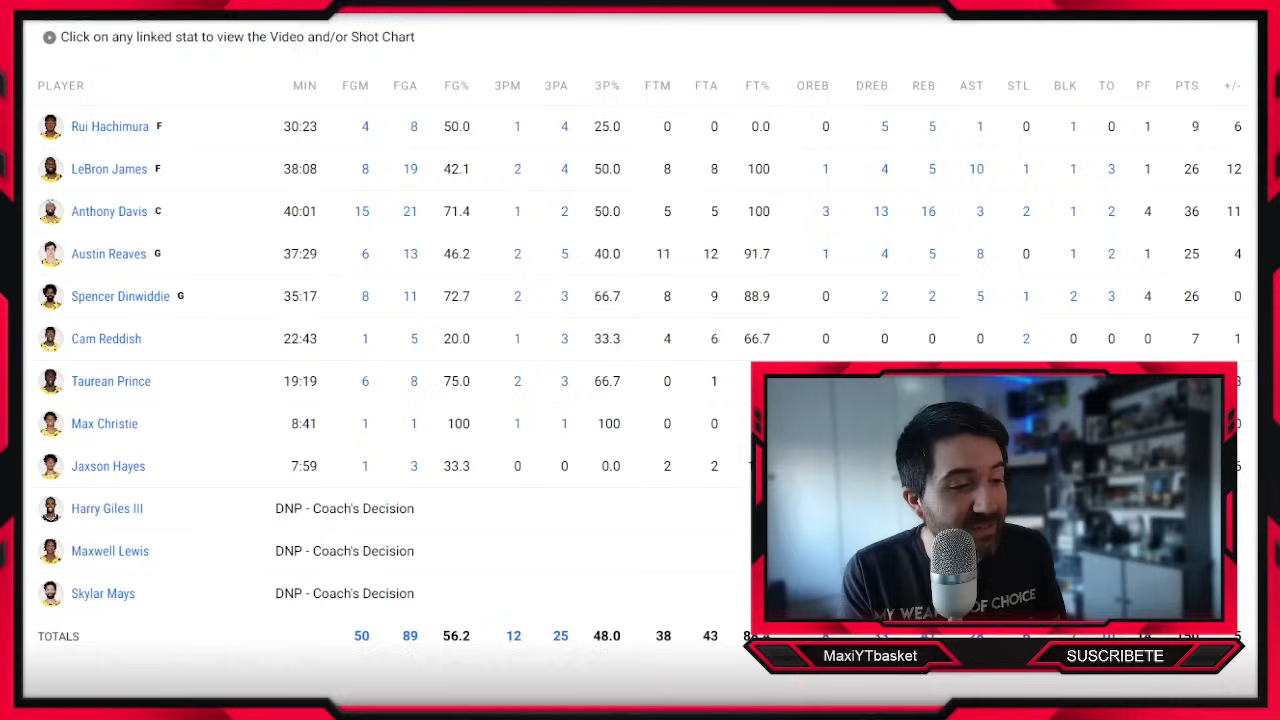 Click on any linked stat to view the Video and/or Shot Chart
PLAYER MIN FGM FGA FG% 3PM 3PA 3P% FTM FTA FT% OREB DREB REB AST STL BLK TO PF PTS +/-
Rui Hachimura F 30:23 4 8 50.0 1 4 25.0 0 0 0.0 0 5 5 1 0 1 0 1 9 6
LeBron James F 38:08 8 19 42.1 2 4 50.0 8 8 100 1 4 5 10 1 1 3 1 26 12
Anthony Davis C 40:01 15 21 71.4 1 2 50.0 5 5 100 3 13 16 3 2 1 2 4 36 11
Austin Reaves G 37:29 6 13 46.2 2 5 40.0 11 12 91.7 1 4 5 8 0 1 2 1 25 4
Spencer Dinwiddie G 35:17 8 11 72.7 2 3 66.7 8 9 88.9 0 2 2 5 1 2 3 4 26 0
Cam Reddish 22:43 1 5 20.0 1 3 33.3 4 6 66.7 0 0 0 0 2 0 0 0 7 1
Taurean Prince 19:19 6 8 75.0 2 3 66.7 0 1
Max Christie 8:41 1 1 100 1 1 100 0 0
Jaxson Hayes 7:59 1 3 33.3 0 0 0.0 2 2
Harry Giles III DNP - Coach's Decision
Maxwell Lewis DNP - Coach's Decision
Skylar Mays DNP - Coach's Decision
TOTALS 50 89 56.2 12 25 48.0 38 43
MY WEAPON OF CHOICE
MaxiYTbasket
SUSCRIBETE